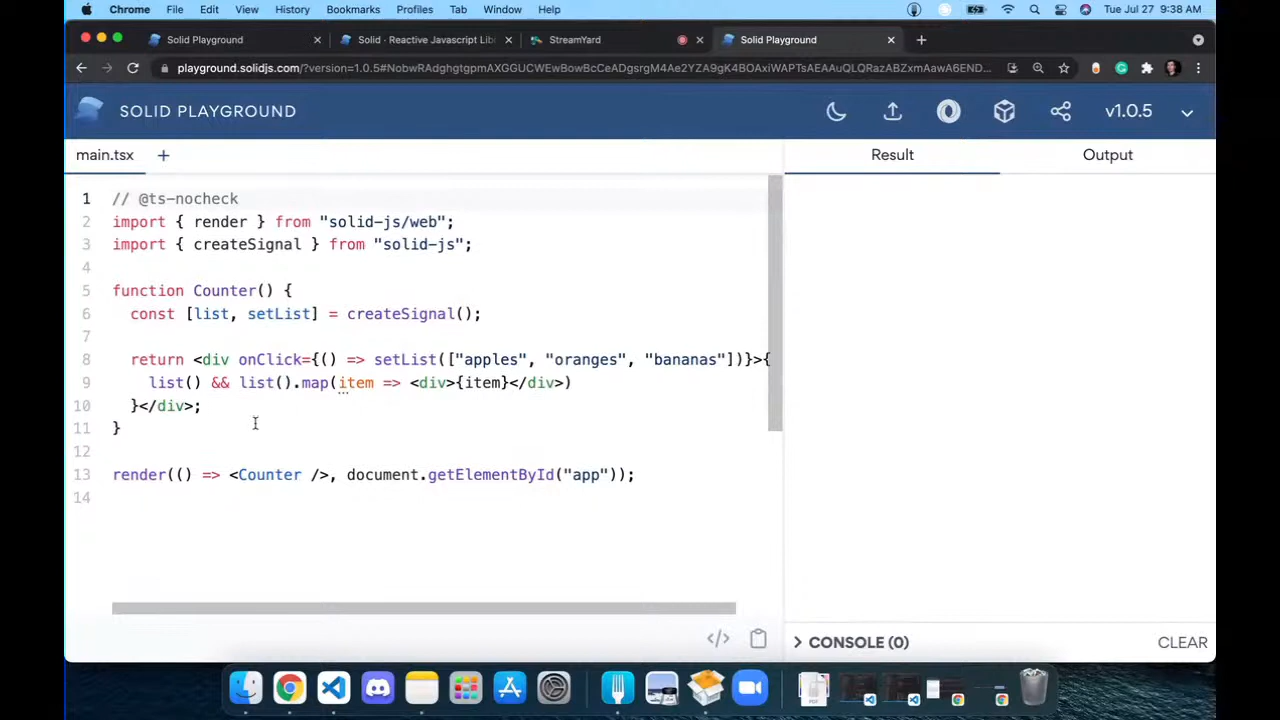 Chrome File Edit View History Bookmarks Profiles Tab Window Help Tue Jul 27 9:38 AM
Solid Playground × Solid · Reactive Javascript Lib × StreamYard × Solid Playground × +
playground.solidjs.com/?version=1.0.5#NobwRAdghgtgpmAXGGUCWEwBowBcCeADgsrgM4Ae2YZA9gK4BOAxiWAPTsAEAAuQLQRazABZxmAawA6END...
SOLID PLAYGROUND v1.0.5
main.tsx +
Result Output
1 // @ts-nocheck
2 import { render } from "solid-js/web";
3 import { createSignal } from "solid-js";
4
5 function Counter() {
6 const [list, setList] = createSignal();
7
8 return <div onClick={() => setList(["apples", "oranges", "bananas"])}>{
9 list() && list().map(item => <div>{item}</div>)
10 }</div>;
11 }
12
13 render(() => <Counter />, document.getElementById("app"));
14
</> 
> CONSOLE (0) CLEAR